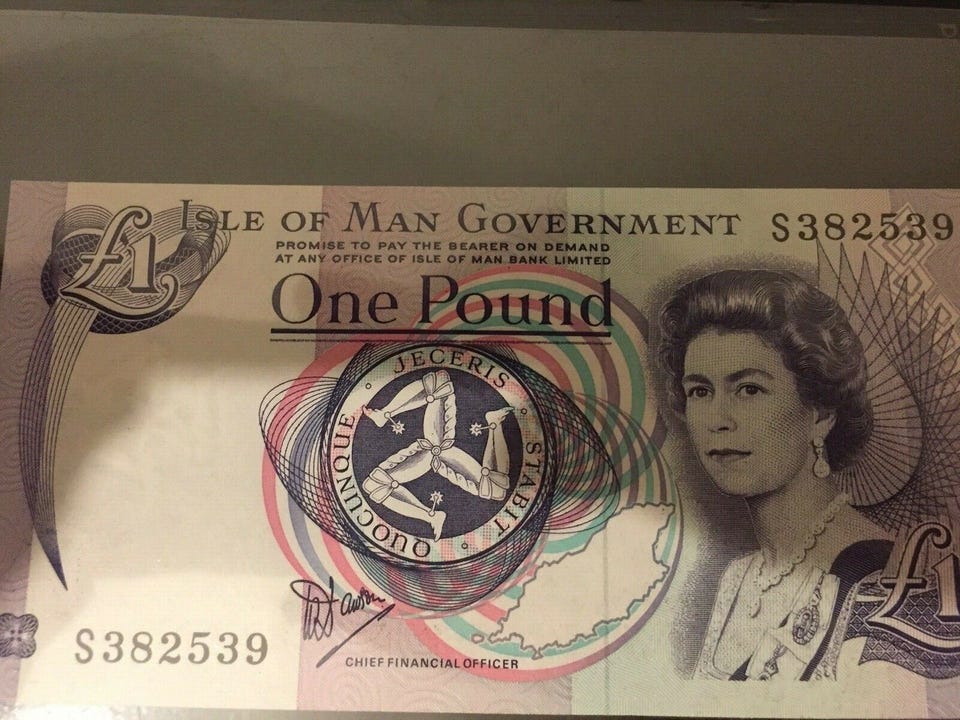 £1
ISLE OF MAN GOVERNMENT S382539
PROMISE TO PAY THE BEARER ON DEMAND
AT ANY OFFICE OF ISLE OF MAN BANK LIMITED
One Pound
QUOCUNQUE JECERIS STABIT
£1
S382539
CHIEF FINANCIAL OFFICER